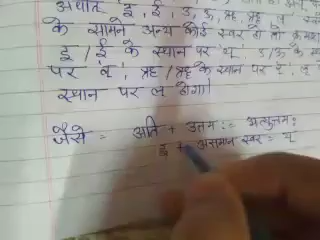 अर्थात इ, ई, उ, ऊ, ऋ, ॠ, लृ
के सामने अन्य कोई स्वर हो तो
इ / ई के स्थान पर 'य्', उ/ऊ के
पर 'व्', ऋ/ॠ के स्थान पर 'र्',
स्थान पर ल् होगा।
जैसे = अति + उत्तम: = अत्युत्तम:
इ + असमान स्वर = य्